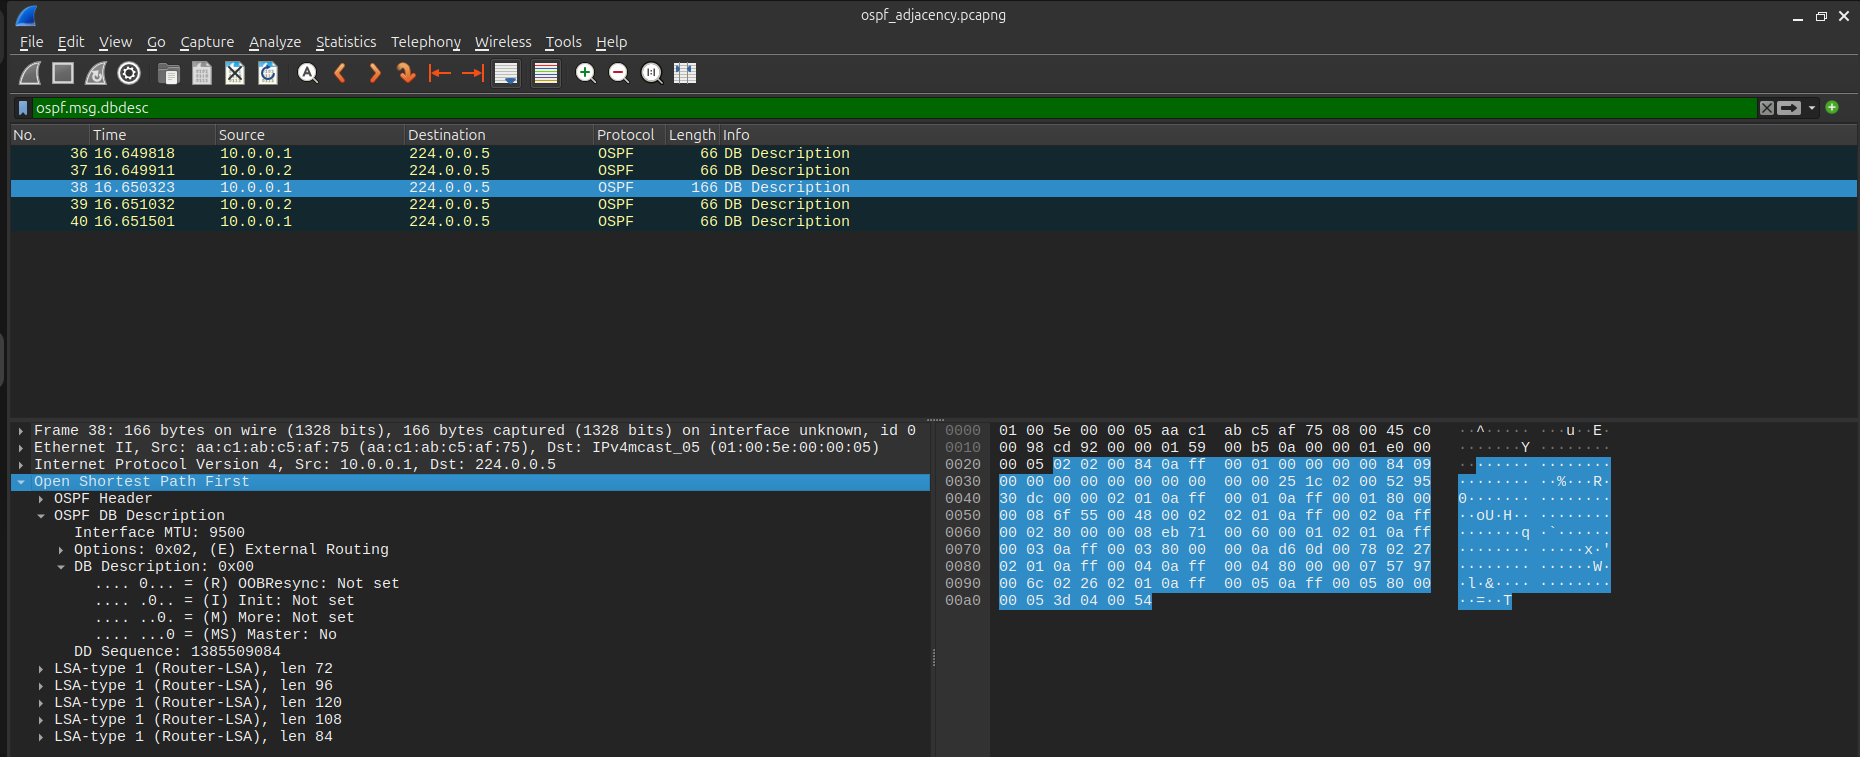 ospf_adjacency.pcapng
File Edit View Go Capture Analyze Statistics Telephony Wireless Tools Help
ospf.msg.dbdesc
No. Time Source Destination Protocol Length Info
36 16.649818 10.0.0.1 224.0.0.5 OSPF 66 DB Description
37 16.649911 10.0.0.2 224.0.0.5 OSPF 66 DB Description
38 16.650323 10.0.0.1 224.0.0.5 OSPF 166 DB Description
39 16.651032 10.0.0.2 224.0.0.5 OSPF 66 DB Description
40 16.651501 10.0.0.1 224.0.0.5 OSPF 66 DB Description
Frame 38: 166 bytes on wire (1328 bits), 166 bytes captured (1328 bits) on interface unknown, id 0
Ethernet II, Src: aa:c1:ab:c5:af:75 (aa:c1:ab:c5:af:75), Dst: IPv4mcast_05 (01:00:5e:00:00:05)
Internet Protocol Version 4, Src: 10.0.0.1, Dst: 224.0.0.5
Open Shortest Path First
OSPF Header
OSPF DB Description
Interface MTU: 9500
Options: 0x02, (E) External Routing
DB Description: 0x00
.... 0... = (R) OOBResync: Not set
.... .0.. = (I) Init: Not set
.... ..0. = (M) More: Not set
.... ...0 = (MS) Master: No
DD Sequence: 1385509084
LSA-type 1 (Router-LSA), len 72
LSA-type 1 (Router-LSA), len 96
LSA-type 1 (Router-LSA), len 120
LSA-type 1 (Router-LSA), len 108
LSA-type 1 (Router-LSA), len 84
0000 01 00 5e 00 00 05 aa c1 ab c5 af 75 08 00 45 c0 ··^····· ···u··E·
0010 00 98 cd 92 00 00 01 59 00 b5 0a 00 00 01 e0 00 ·······Y ········
0020 00 05 02 02 00 84 0a ff 00 01 00 00 00 00 84 09 ········ ········
0030 00 00 00 00 00 00 00 00 00 00 25 1c 02 00 52 95 ········ ··%···R·
0040 30 dc 00 00 02 01 0a ff 00 01 0a ff 00 01 80 00 0······· ········
0050 00 08 6f 55 00 48 00 02 02 01 0a ff 00 02 0a ff ··oU·H·· ········
0060 00 02 80 00 00 08 eb 71 00 60 00 01 02 01 0a ff ·······q ·`······
0070 00 03 0a ff 00 03 80 00 00 0a d6 0d 00 78 02 27 ········ ·····x·'
0080 02 01 0a ff 00 04 0a ff 00 04 80 00 00 07 57 97 ········ ······W·
0090 00 6c 02 26 02 01 0a ff 00 05 0a ff 00 05 80 00 ·l·&···· ········
00a0 00 05 3d 04 00 54 ··=··T